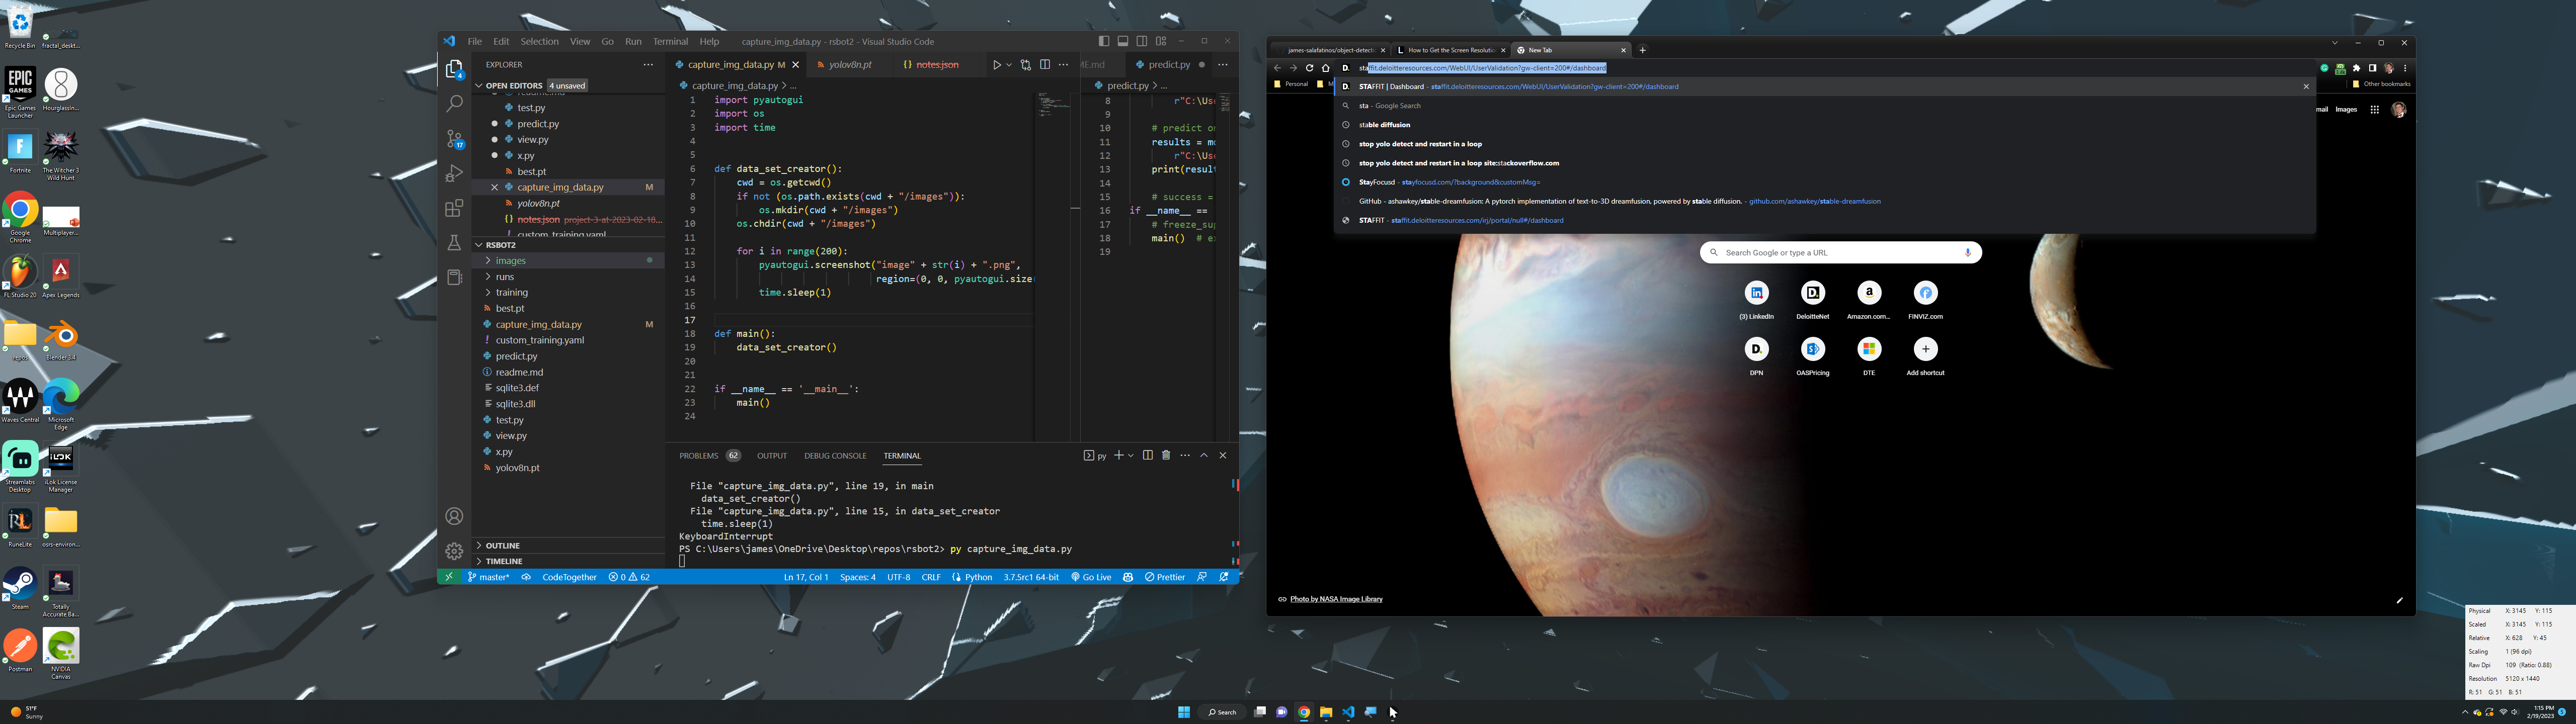 Recycle Bin
fractal_deskt...
Epic Games Launcher
Hourglassinn...
Fortnite
The Witcher 3 Wild Hunt
Google Chrome
Multiplayer...
FL Studio 20
Apex Legends
repos
Blender 3.4
Waves Central
Microsoft Edge
Streamlabs Desktop
iLok License Manager
RuneLite
osrs-environ...
Steam
Totally Accurate Ba...
Postman
NVIDIA Canvas
File Edit Selection View Go Run Terminal Help
capture_img_data.py - rsbot2 - Visual Studio Code
EXPLORER
OPEN EDITORS 4 unsaved
test.py
predict.py
view.py
x.py
best.pt
capture_img_data.py M
yolov8n.pt
notes.json project-3-at-2023-02-18...
custom_training.yaml
RSBOT2
images
runs
training
best.pt
capture_img_data.py M
custom_training.yaml
predict.py
readme.md
sqlite3.def
sqlite3.dll
test.py
view.py
x.py
yolov8n.pt
OUTLINE
TIMELINE
capture_img_data.py M
yolov8n.pt
notes.json
capture_img_data.py > ...
1 import pyautogui
2 import os
3 import time
4
5
6 def data_set_creator():
7 cwd = os.getcwd()
8 if not (os.path.exists(cwd + "/images")):
9 os.mkdir(cwd + "/images")
10 os.chdir(cwd + "/images")
11
12 for i in range(200):
13 pyautogui.screenshot("image" + str(i) + ".png",
14 region=(0, 0, pyautogui.size(
15 time.sleep(1)
16
17
18 def main():
19 data_set_creator()
20
21
22 if __name__ == '__main__':
23 main()
24
ME.md
predict.py
predict.py > ...
8 r"C:\Use
9
10 # predict on
11 results = mo
12 r"C:\Use
13 print(result
14
15 # success =
16 if __name__ ==
17 # freeze_sup
18 main() # ex
19
PROBLEMS 62 OUTPUT DEBUG CONSOLE TERMINAL
py
File "capture_img_data.py", line 19, in main
data_set_creator()
File "capture_img_data.py", line 15, in data_set_creator
time.sleep(1)
KeyboardInterrupt
PS C:\Users\james\OneDrive\Desktop\repos\rsbot2> py capture_img_data.py
master* CodeTogether 0 62
Ln 17, Col 1 Spaces: 4 UTF-8 CRLF Python 3.7.5rc1 64-bit Go Live Prettier
james-salafatinos/object-detecti
How to Get the Screen Resolution
New Tab
staffit.deloitteresources.com/WebUI/UserValidation?gw-client=200#/dashboard
Personal
Other bookmarks
STAFFIT | Dashboard - staffit.deloitteresources.com/WebUI/UserValidation?gw-client=200#/dashboard
sta - Google Search
stable diffusion
stop yolo detect and restart in a loop
stop yolo detect and restart in a loop site:stackoverflow.com
StayFocusd - stayfocusd.com/?background&customMsg=
GitHub - ashawkey/stable-dreamfusion: A pytorch implementation of text-to-3D dreamfusion, powered by stable diffusion. - github.com/ashawkey/stable-dreamfusion
STAFFIT - staffit.deloitteresources.com/irj/portal/null#/dashboard
mail Images
Search Google or type a URL
(3) LinkedIn
DeloitteNet
Amazon.com...
FINVIZ.com
DPN
OASPricing
DTE
Add shortcut
Photo by NASA Image Library
Physical X: 3145 Y: 115
Scaled X: 3145 Y: 115
Relative X: 628 Y: 45
Scaling 1 (96 dpi)
Raw Dpi 109 (Ratio: 0.88)
Resolution 5120 x 1440
R: 51 G: 51 B: 51
51°F
Sunny
Search
1:15 PM
2/19/2023